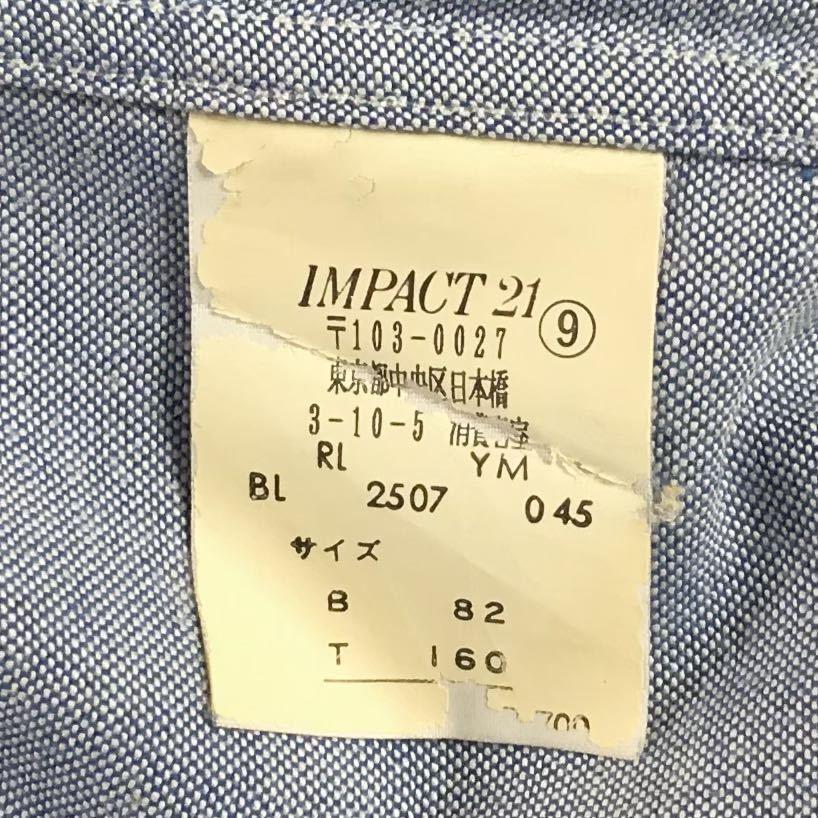 IMPACT 21 ⑨
〒103-0027
東京都中央区日本橋
3-10-5 消費者室
RL YM
BL 2507 045
サイズ
B 82
T 160
700